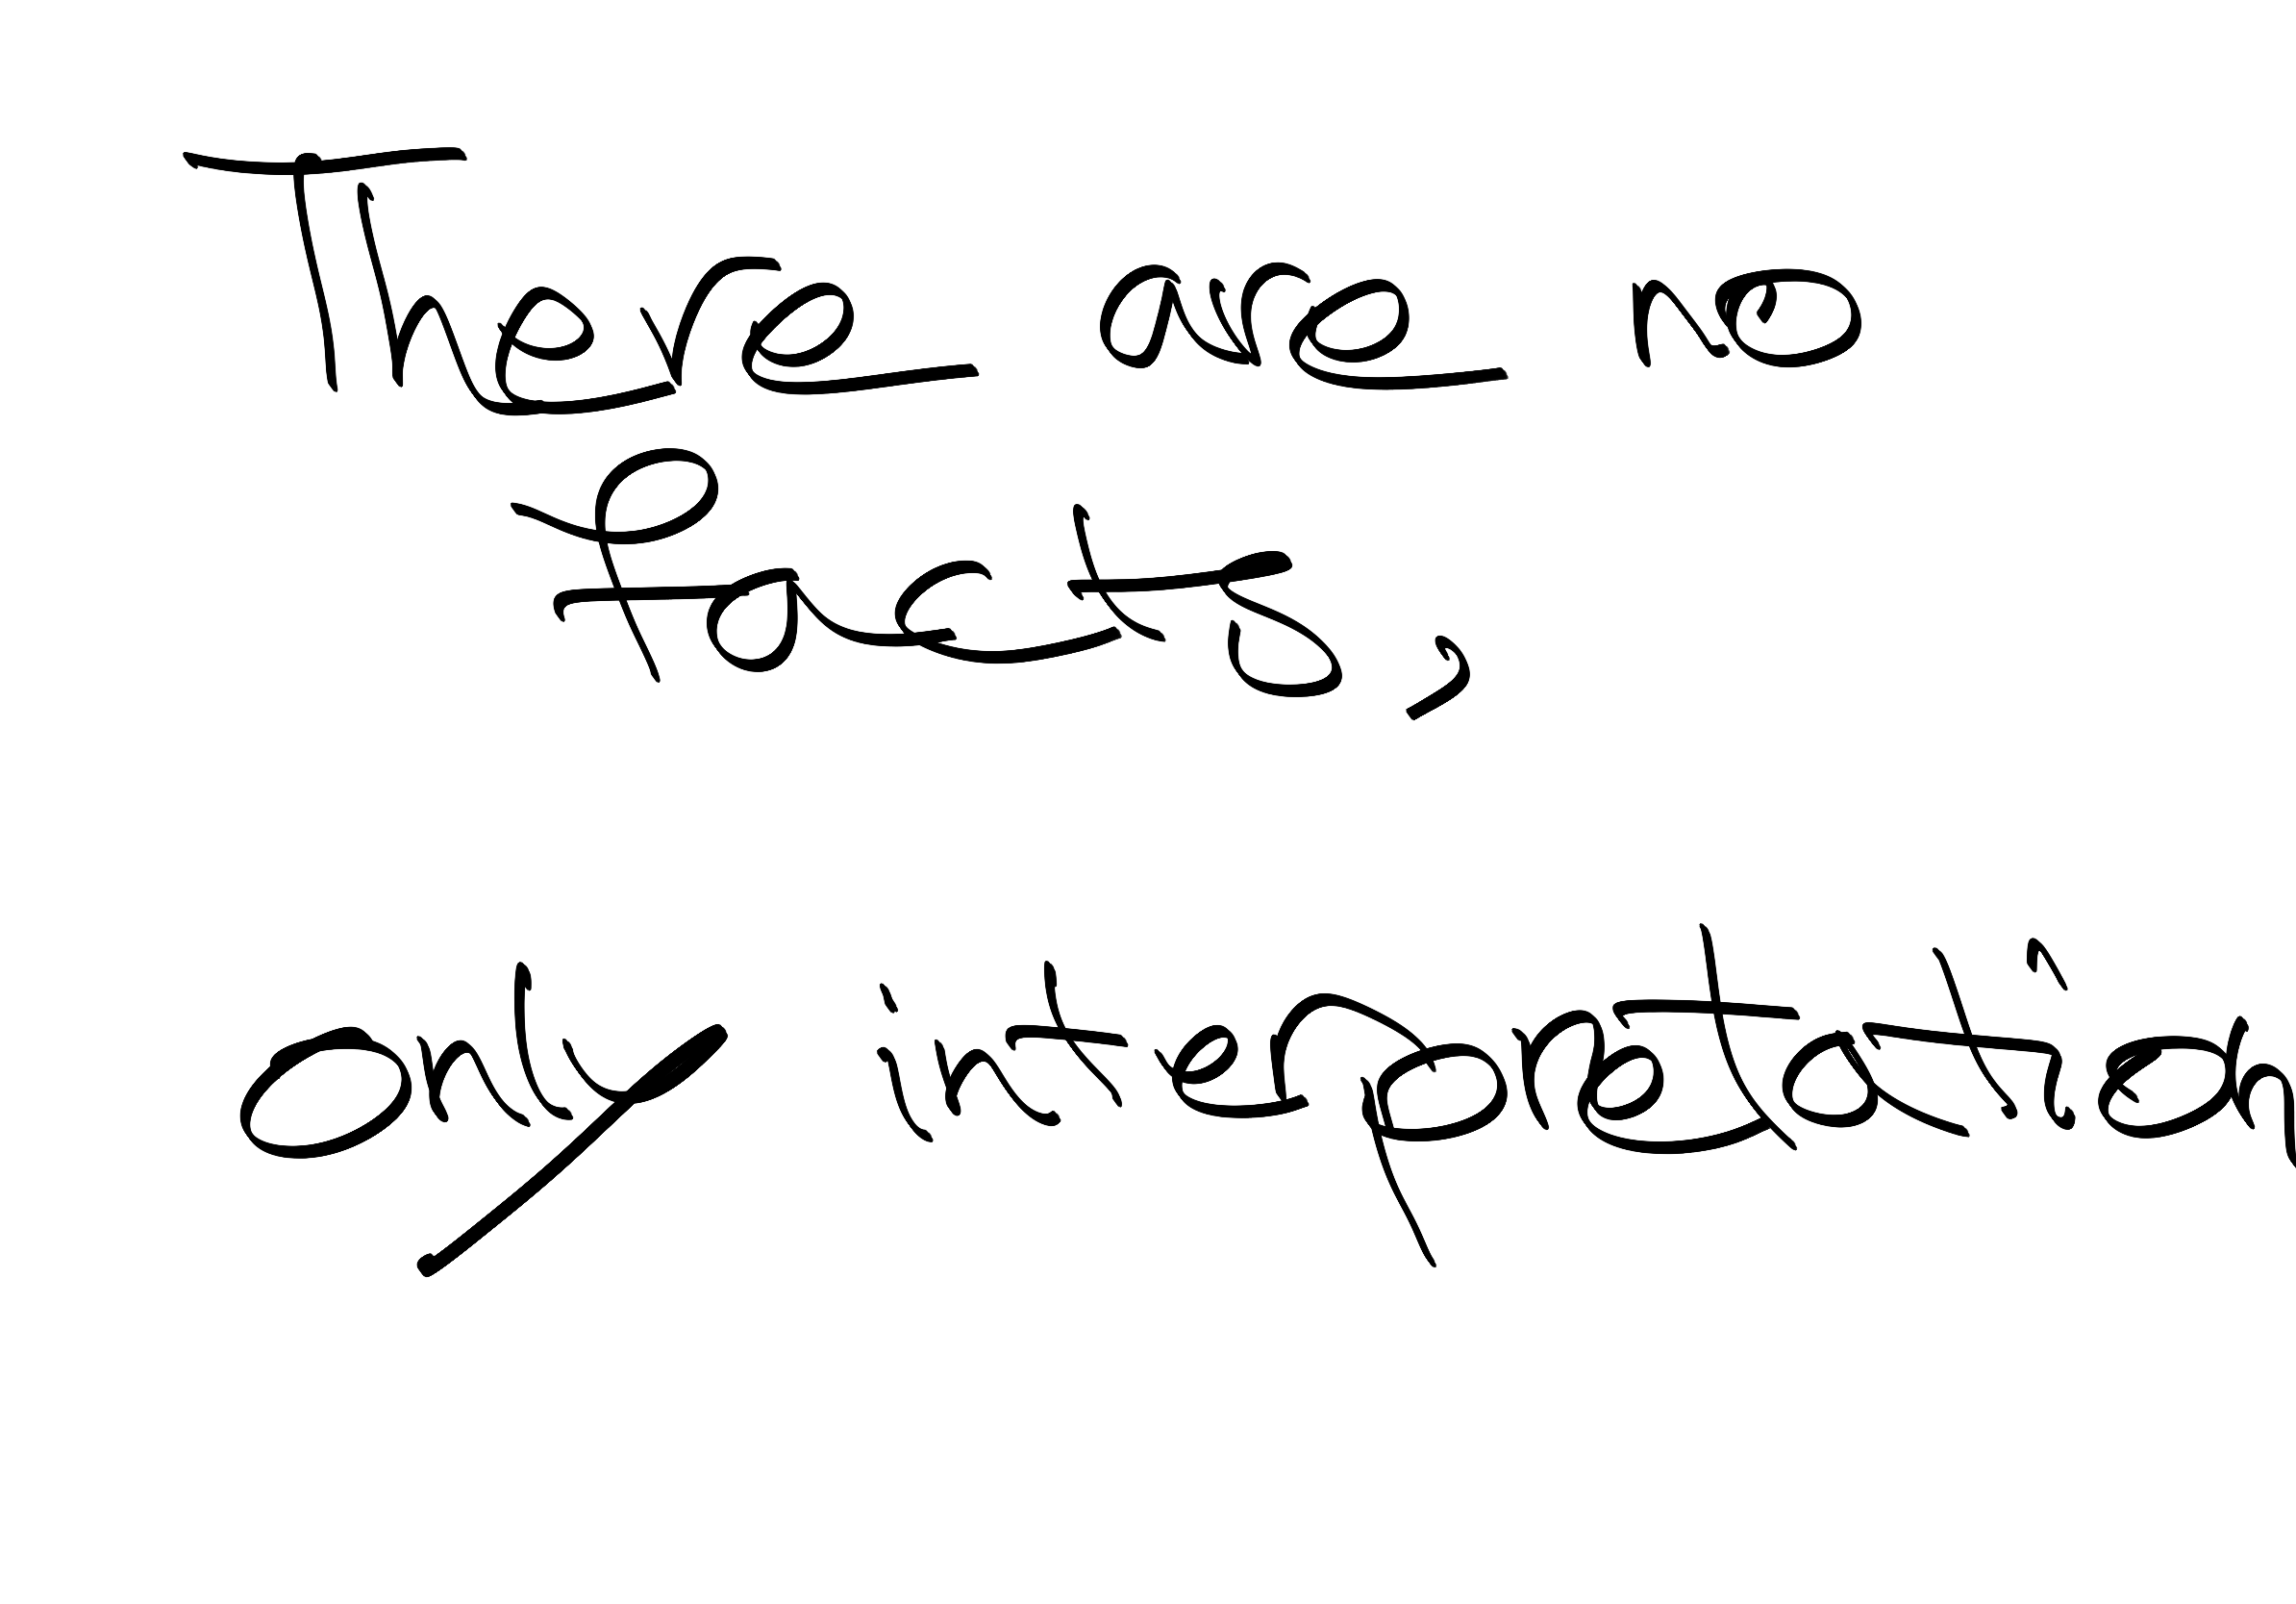 There are no
facts,
only interpretation